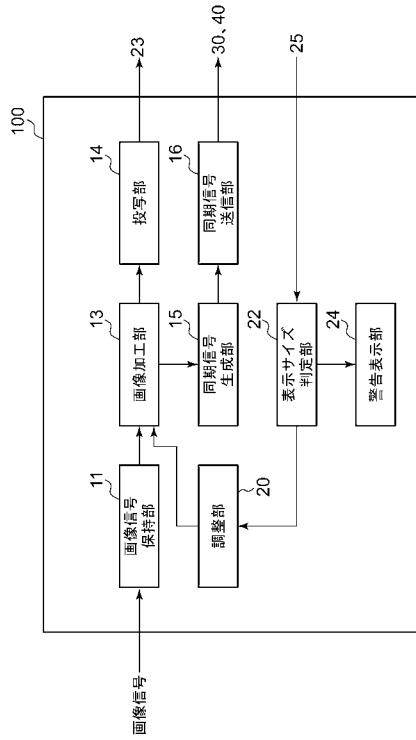 100
画像信号
11
画像信号
保持部
13
画像加工部
14
投写部
23
15
同期信号
生成部
16
同期信号
送信部
30、40
20
調整部
22
表示サイズ
判定部
25
24
警告表示部